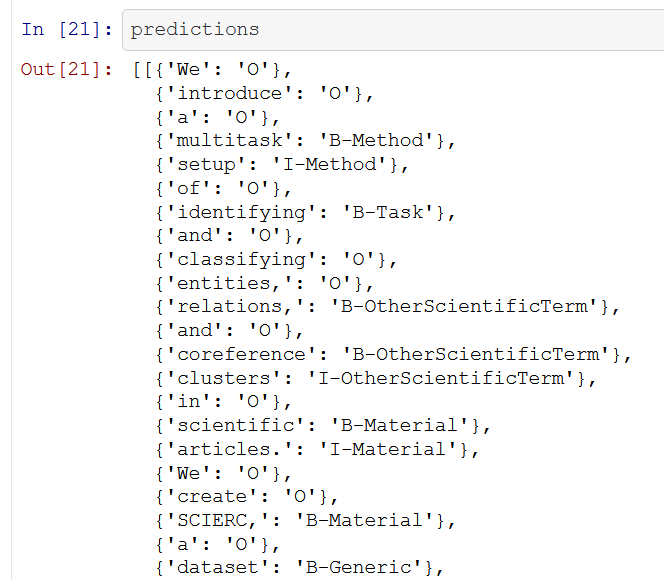 In [21]: predictions
Out[21]: [[{'We': 'O'},
{'introduce': 'O'},
{'a': 'O'},
{'multitask': 'B-Method'},
{'setup': 'I-Method'},
{'of': 'O'},
{'identifying': 'B-Task'},
{'and': 'O'},
{'classifying': 'O'},
{'entities,': 'O'},
{'relations,': 'B-OtherScientificTerm'},
{'and': 'O'},
{'coreference': 'B-OtherScientificTerm'},
{'clusters': 'I-OtherScientificTerm'},
{'in': 'O'},
{'scientific': 'B-Material'},
{'articles.': 'I-Material'},
{'We': 'O'},
{'create': 'O'},
{'SCIERC,': 'B-Material'},
{'a': 'O'},
{'dataset': 'B-Generic'},